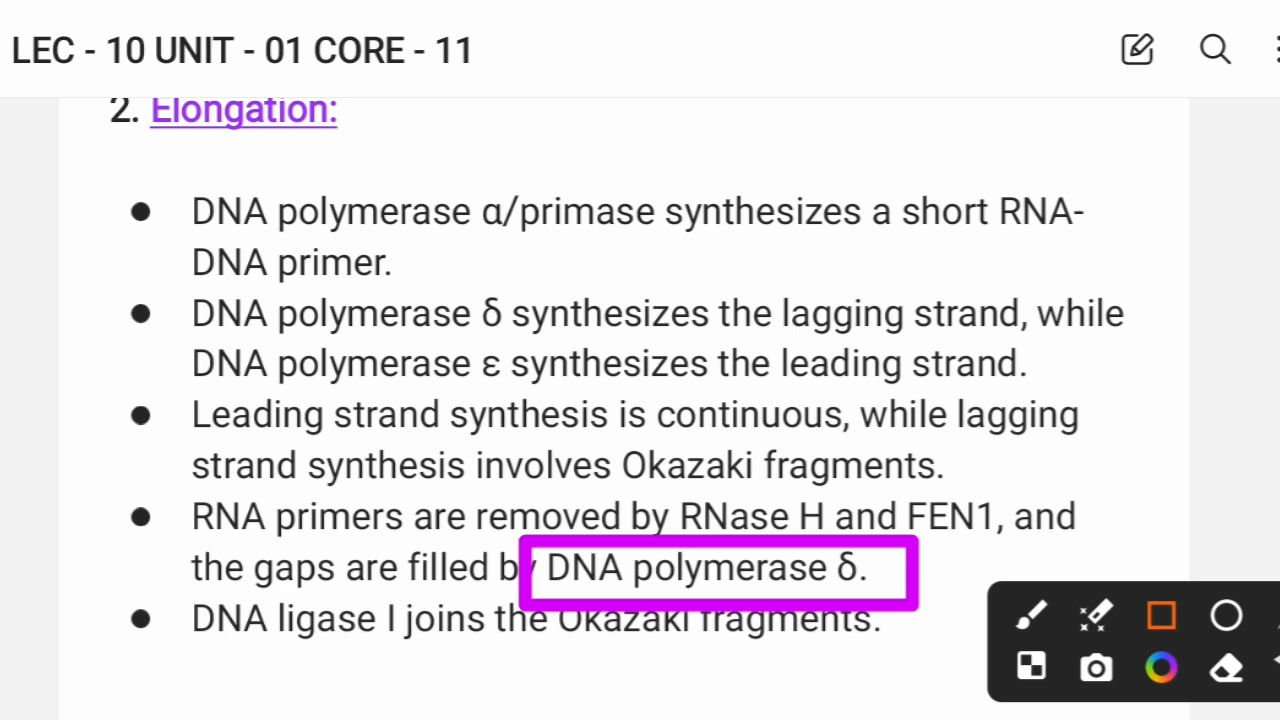 LEC - 10 UNIT - 01 CORE - 11
2. Elongation:
● DNA polymerase α/primase synthesizes a short RNA-
DNA primer.
● DNA polymerase δ synthesizes the lagging strand, while
DNA polymerase ε synthesizes the leading strand.
● Leading strand synthesis is continuous, while lagging
strand synthesis involves Okazaki fragments.
● RNA primers are removed by RNase H and FEN1, and
the gaps are filled by DNA polymerase δ.
● DNA ligase I joins the Okazaki fragments.